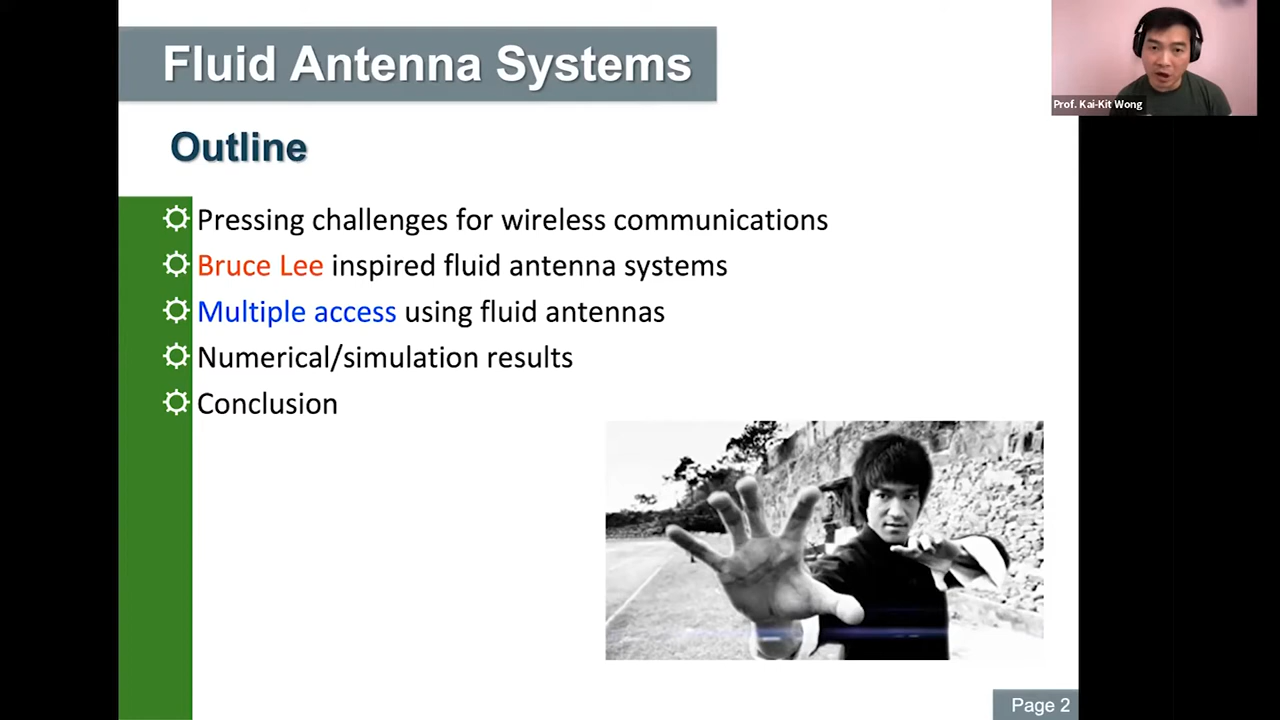 Fluid Antenna Systems
Prof. Kai-Kit Wong
Outline
Pressing challenges for wireless communications
Bruce Lee inspired fluid antenna systems
Multiple access using fluid antennas
Numerical/simulation results
Conclusion
Page 2